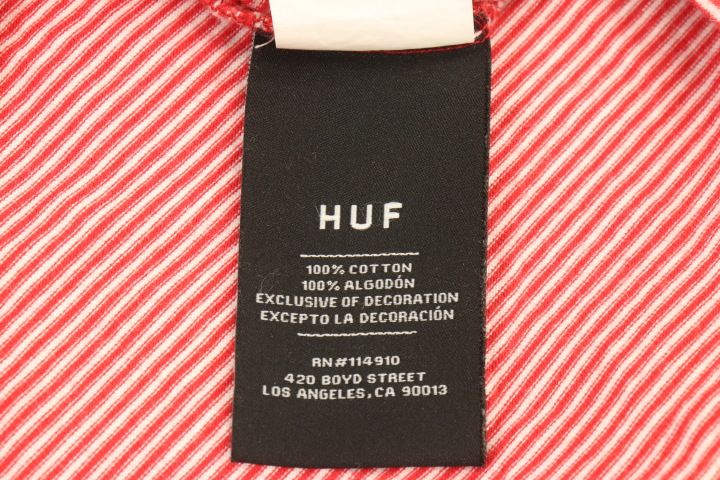 HUF
100% COTTON
100% ALGODÓN
EXCLUSIVE OF DECORATION
EXCEPTO LA DECORACIÓN
RN#114910
420 BOYD STREET
LOS ANGELES, CA 90013